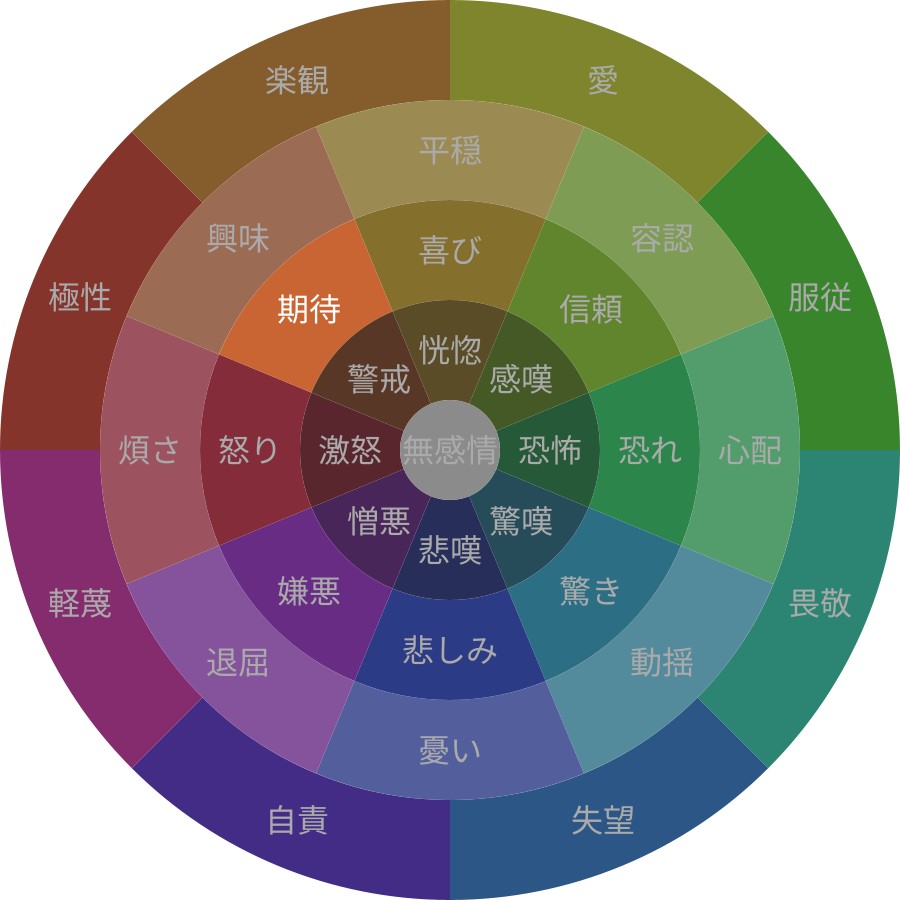 楽観
愛
平穏
興味
容認
喜び
極性
期待
信頼
服従
恍惚
警戒
感嘆
煩さ
怒り
激怒
無感情
恐怖
恐れ
心配
憎悪
驚嘆
悲嘆
軽蔑
嫌悪
驚き
畏敬
退屈
悲しみ
動揺
憂い
自責
失望